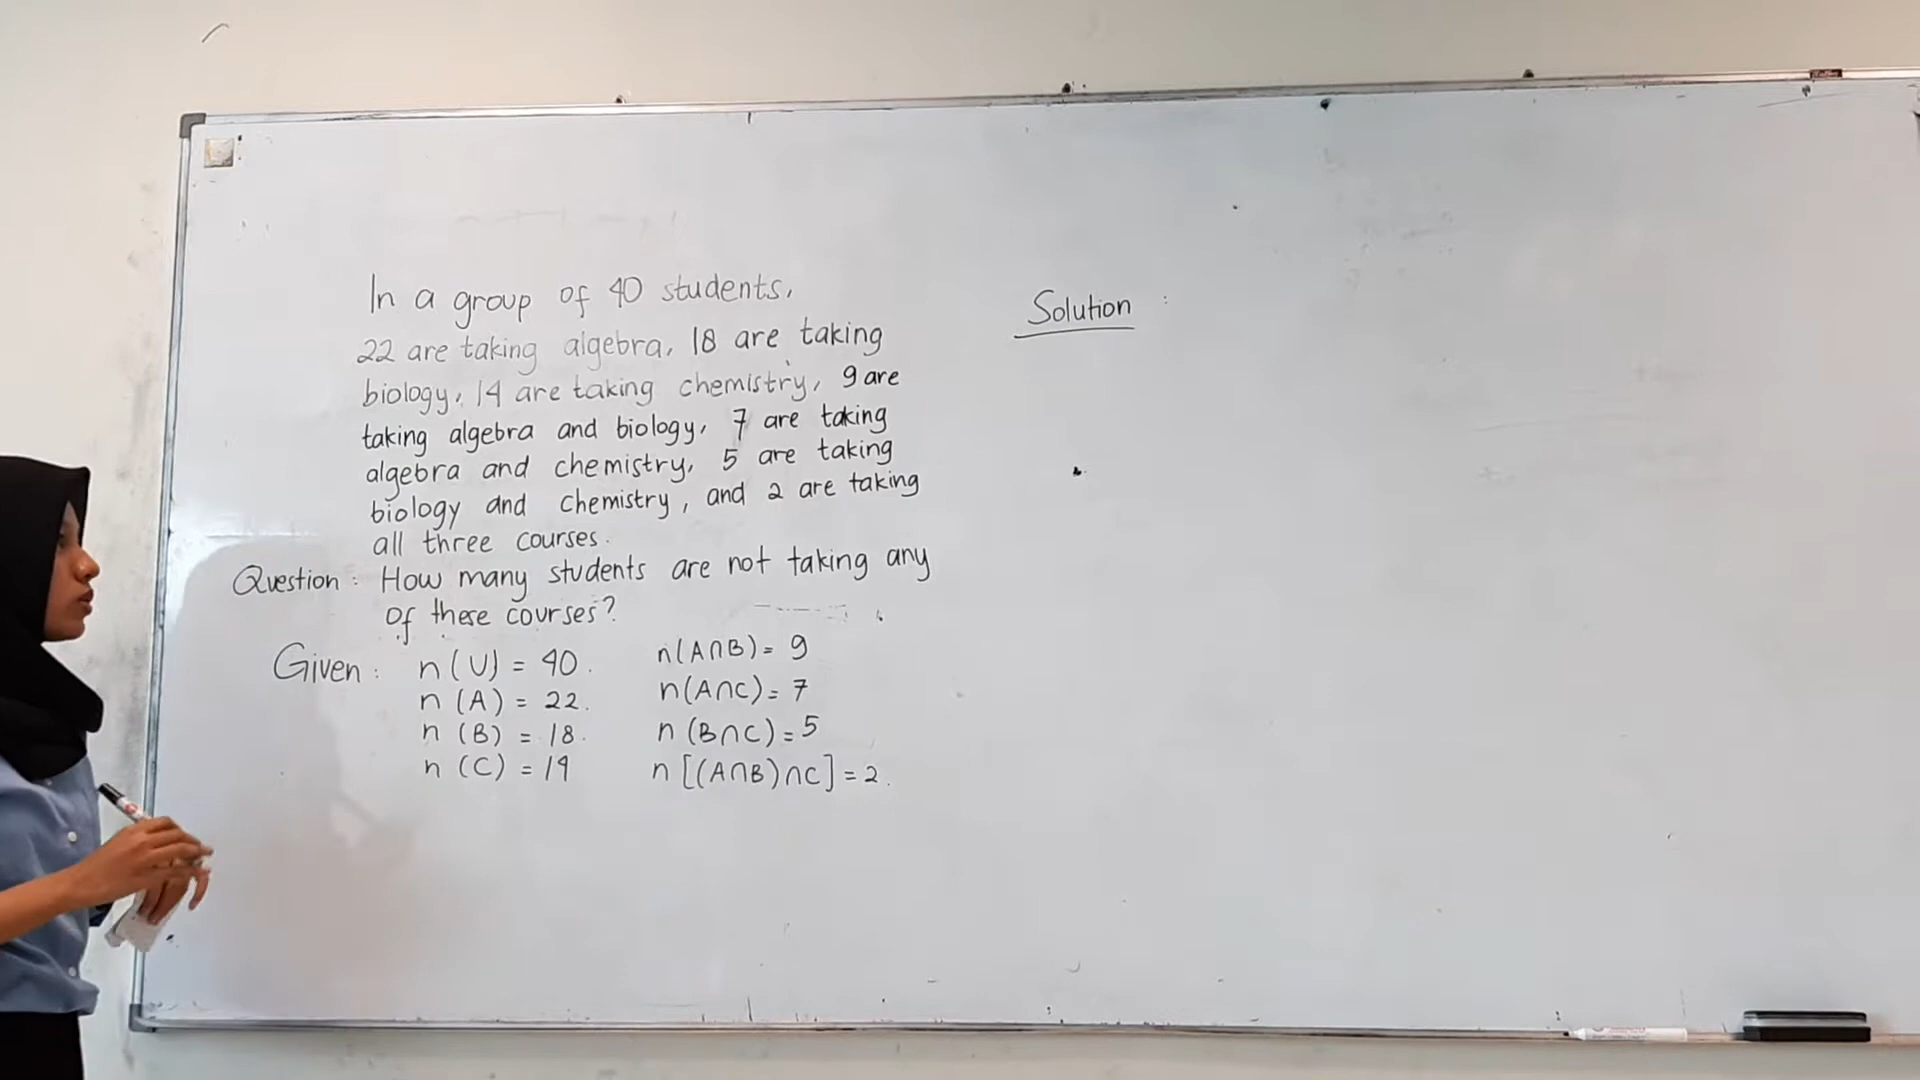 In a group of 40 students,
22 are taking algebra, 18 are taking
biology, 14 are taking chemistry, 9 are
taking algebra and biology, 7 are taking
algebra and chemistry, 5 are taking
biology and chemistry, and 2 are taking
all three courses.
Question: How many students are not taking any
of these courses?
Given: n(U) = 40.
n(A) = 22.
n(B) = 18.
n(C) = 14
n(A∩B) = 9
n(A∩C) = 7
n(B∩C) = 5
n[(A∩B)∩C] = 2.
Solution :